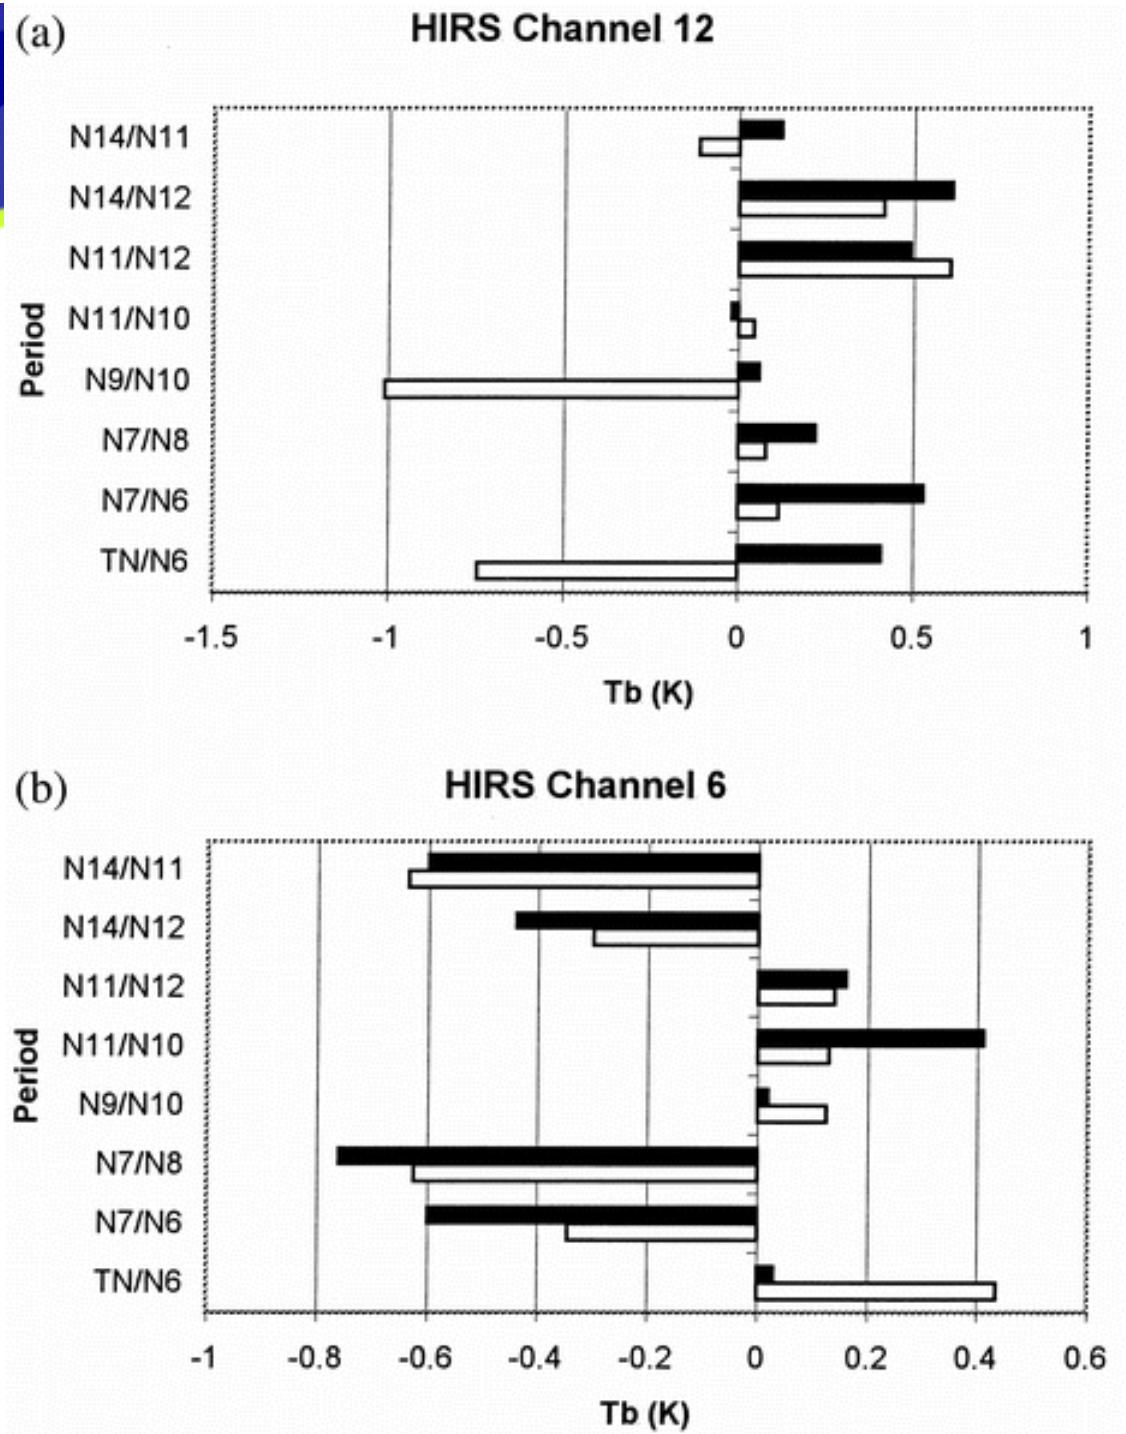 (a)
HIRS Channel 12
N14/N11
N14/N12
N11/N12
N11/N10
N9/N10
N7/N8
N7/N6
TN/N6
Period
-1.5 -1 -0.5 0 0.5 1
Tb (K)
(b)
HIRS Channel 6
N14/N11
N14/N12
N11/N12
N11/N10
N9/N10
N7/N8
N7/N6
TN/N6
Period
-1 -0.8 -0.6 -0.4 -0.2 0 0.2 0.4 0.6
Tb (K)